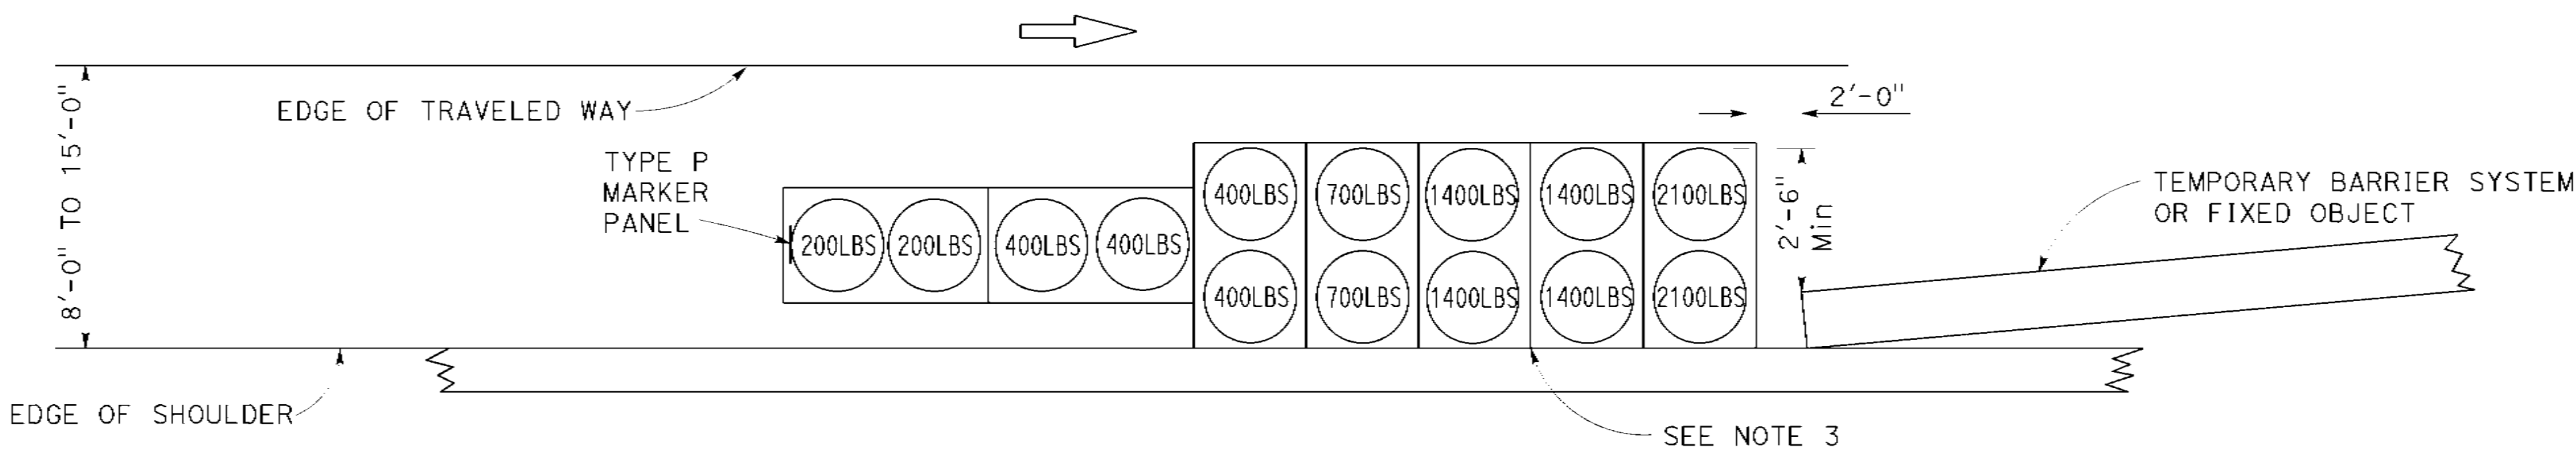 8'-0" TO 15'-0"
EDGE OF TRAVELED WAY
2'-0"
TYPE P
MARKER
PANEL
200LBS 200LBS 400LBS 400LBS
400LBS 700LBS 1400LBS 1400LBS 2100LBS
400LBS 700LBS 1400LBS 1400LBS 2100LBS
2'-6"
Min
TEMPORARY BARRIER SYSTEM
OR FIXED OBJECT
EDGE OF SHOULDER
SEE NOTE 3